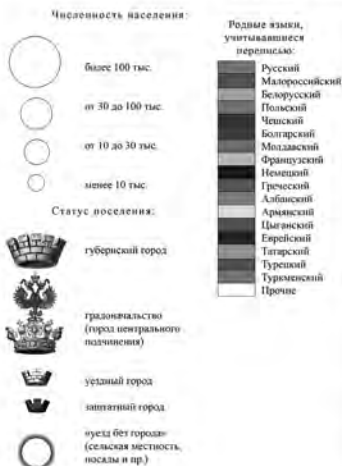 Численность населения:
более 100 тыс.
от 30 до 100 тыс.
от 10 до 30 тыс.
менее 10 тыс.
Статус поселения:
губернский город
градоначальство
(город центрального
подчинения)
уездный город
заштатный город
«уезд без города»
(сельская местность,
посады и пр.)
Родные языки,
учитывавшиеся
переписью:
Русский
Малороссийский
Белорусский
Польский
Чешский
Болгарский
Молдавский
Французский
Немецкий
Греческий
Албанский
Армянский
Цыганский
Еврейский
Татарский
Турецкий
Туркменский
Прочие